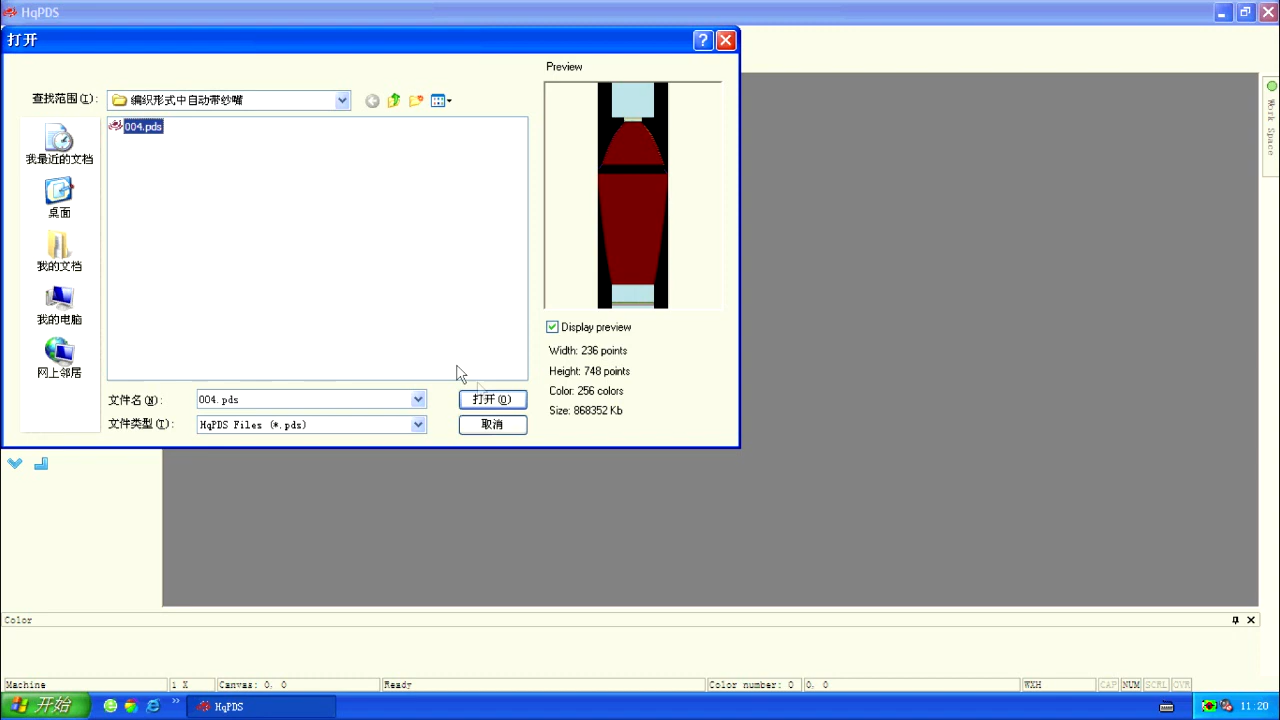 HqPDS
打开
Preview
查找范围(I):
编织形式中自动带纱嘴
004.pds
Work Space
我最近的文档
桌面
我的文档
我的电脑
网上邻居
Display preview
Width: 236 points
Height: 748 points
Color: 256 colors
Size: 868352 Kb
文件名(N):
004.pds
打开(O)
文件类型(T):
HqPDS Files (*.pds)
取消
Color
Machine
1 X
Canvas: 0, 0
Ready
Color number: 0
0, 0
WXH
CAP
NUM
SCRL
OVR
开始
HqPDS
11:20